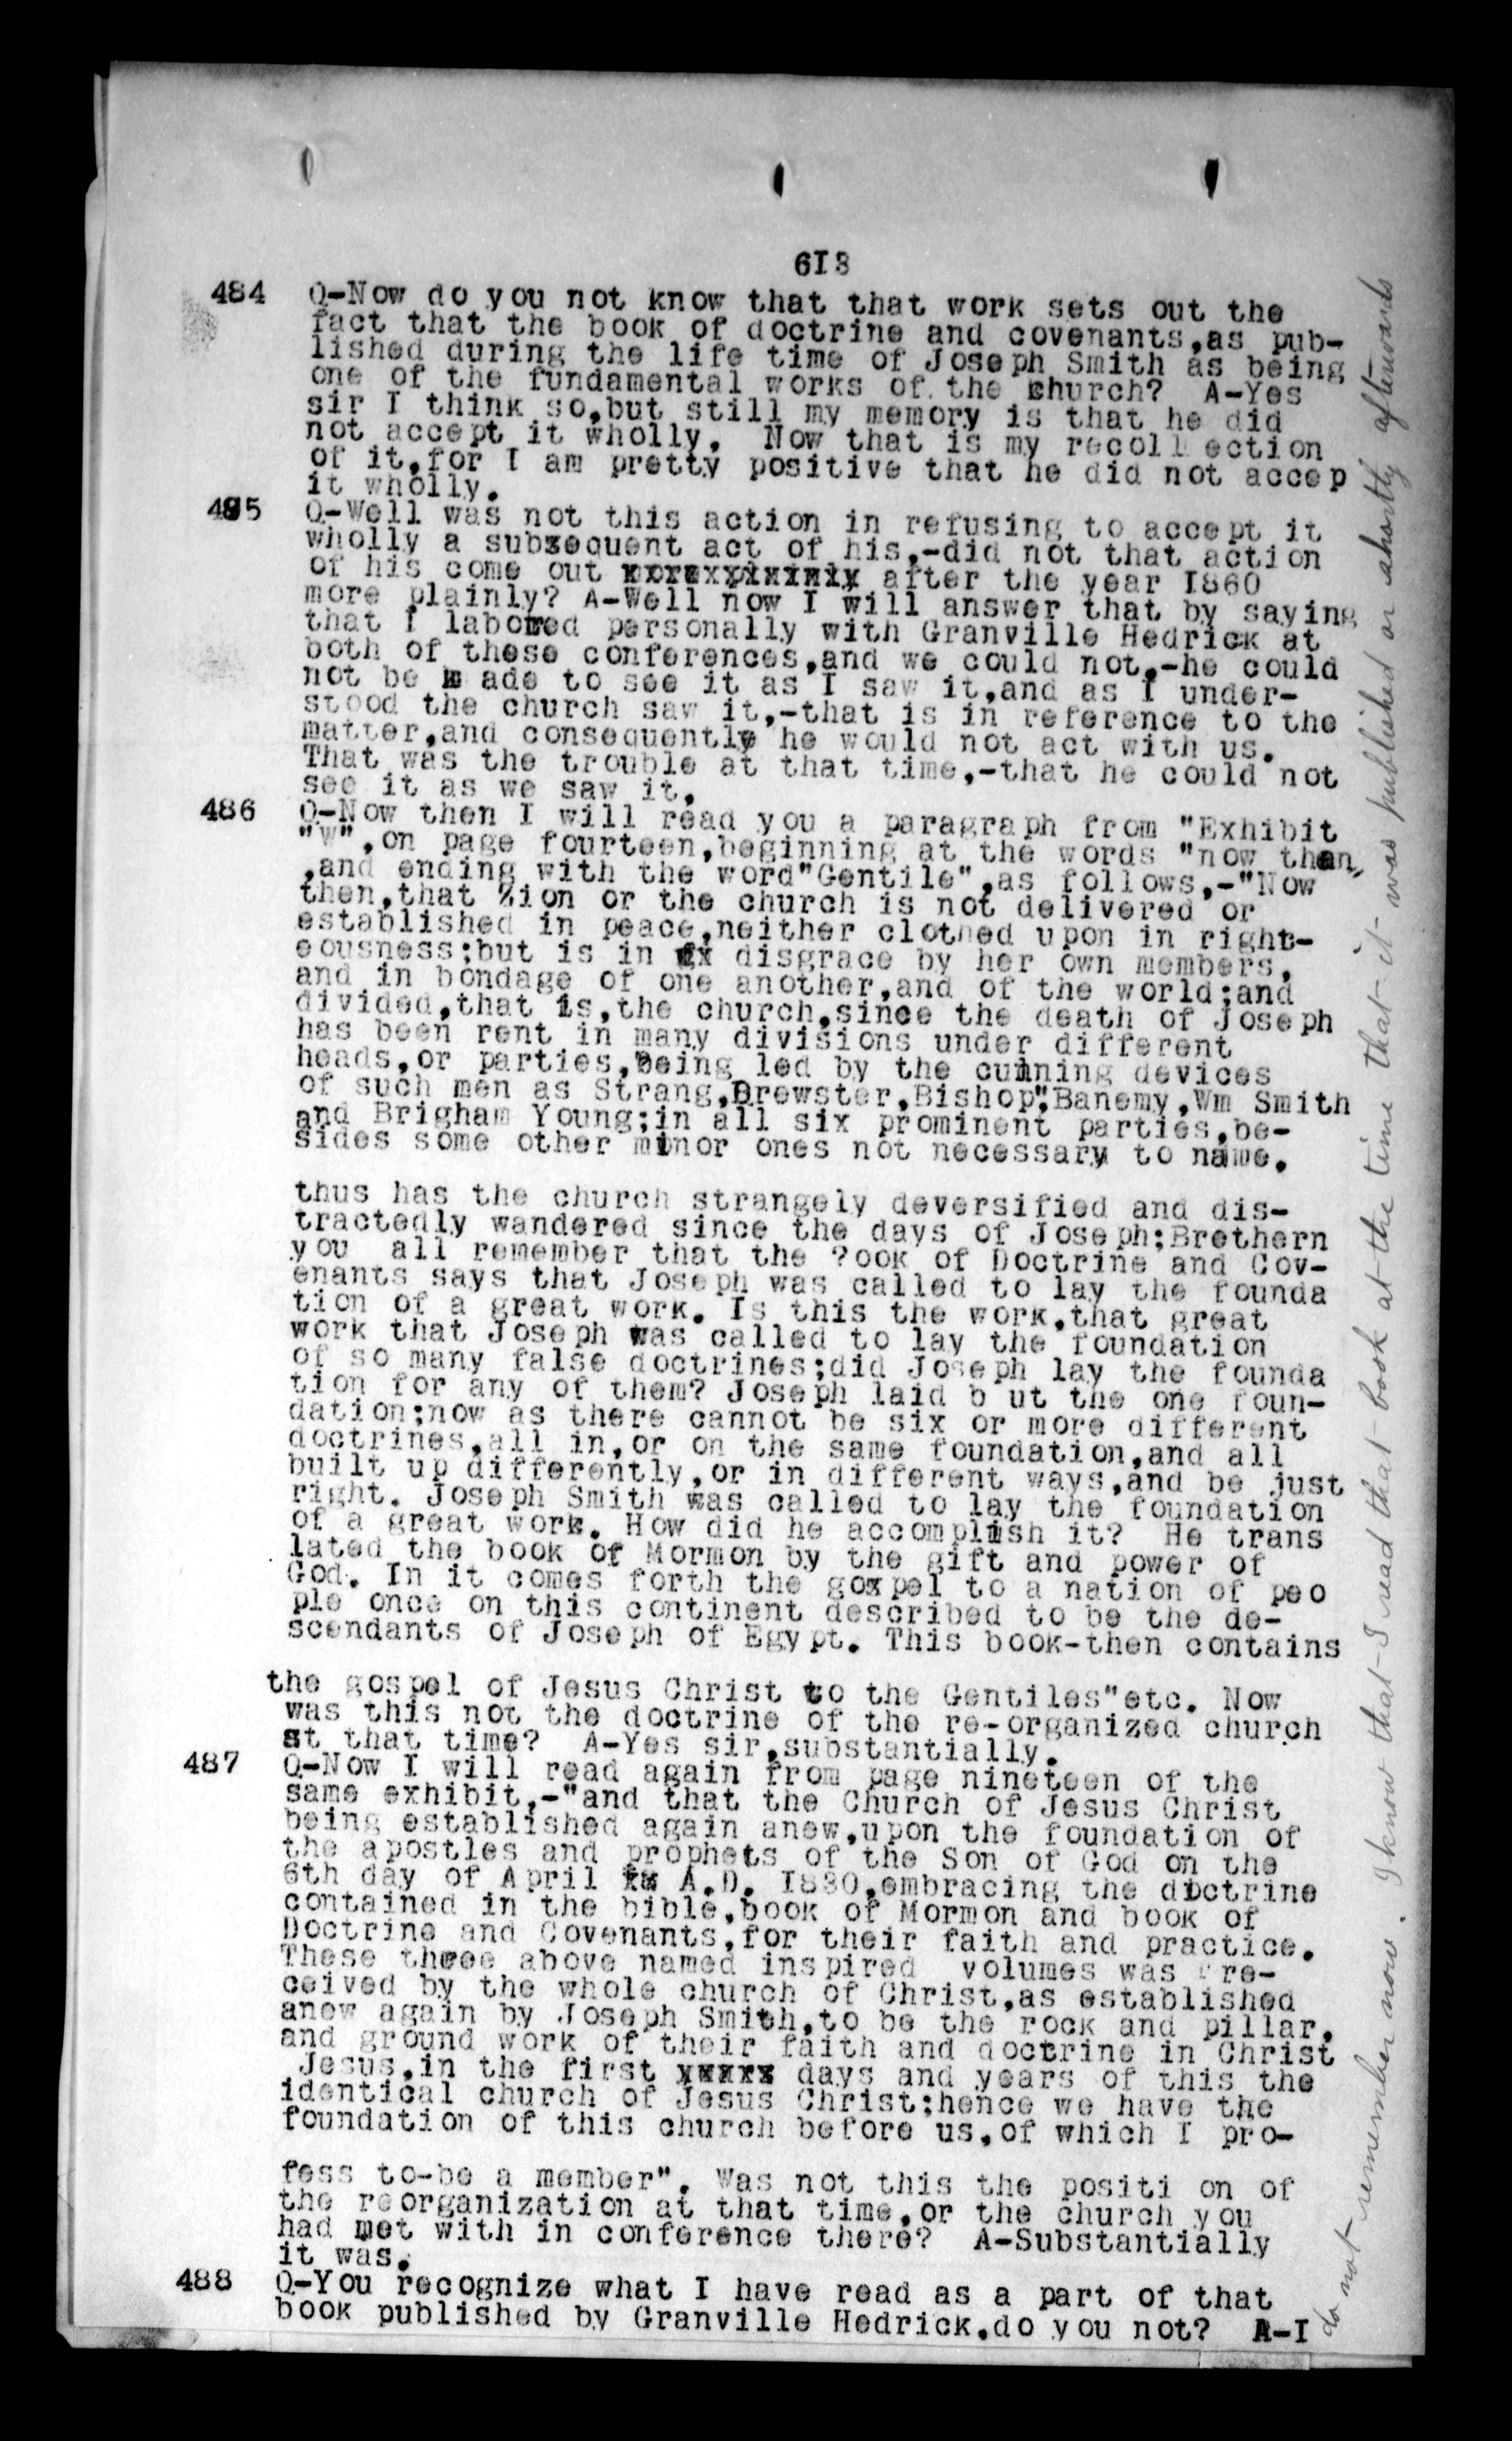 618
484 Q-Now do you not know that that work sets out the
fact that the book of doctrine and covenants,as pub-
lished during the life time of Joseph Smith as being
one of the fundamental works of the church? A-Yes
sir I think so,but still my memory is that he did
not accept it wholly. Now that is my recollection
of it,for I am pretty positive that he did not accep
it wholly.
485 Q-Well was not this action in refusing to accept it
wholly a subsequent act of his,-did not that action
of his come out after the year I860
more plainly? A-Well now I will answer that by saying
that I labored personally with Granville Hedrick at
both of these conferences,and we could not,-he could
not be made to see it as I saw it,and as I under-
stood the church saw it,-that is in reference to the
matter,and consequently he would not act with us.
That was the trouble at that time,-that he could not
see it as we saw it.
486 Q-Now then I will read you a paragraph from "Exhibit
"W",on page fourteen,beginning at the words "now then,"
,and ending with the word"Gentile",as follows,-"Now
then,that Zion or the church is not delivered or
established in peace,neither clothed upon in right-
eousness;but is in disgrace by her own members,
and in bondage of one another,and of the world;and
divided,that is,the church,since the death of Joseph
has been rent in many divisions under different
heads,or parties,being led by the cunning devices
of such men as Strang,Brewster,Bishop",Banemy,Wm Smith
and Brigham Young;in all six prominent parties,be-
sides some other minor ones not necessary to name.
thus has the church strangely deversified and dis-
tractedly wandered since the days of Joseph;Brethern
you all remember that the ?ook of Doctrine and Cov-
enants says that Joseph was called to lay the founda
tion of a great work. Is this the work,that great
work that Joseph was called to lay the foundation
of so many false doctrines;did Joseph lay the founda
tion for any of them? Joseph laid b ut the one foun-
dation;now as there cannot be six or more different
doctrines,all in,or on the same foundation,and all
built up differently,or in different ways,and be just
right. Joseph Smith was called to lay the foundation
of a great work. How did he accomplish it? He trans
lated the book of Mormon by the gift and power of
God. In it comes forth the gospel to a nation of peo
ple once on this continent described to be the de-
scendants of Joseph of Egypt. This book-then contains
the gospel of Jesus Christ to the Gentiles"etc. Now
was this not the doctrine of the re-organized church
at that time? A-Yes sir,substantially.
487 Q-Now I will read again from page nineteen of the
same exhibit,-"and that the Church of Jesus Christ
being established again anew,upon the foundation of
the apostles and prophets of the Son of God on the
6th day of April A.D. I830,embracing the doctrine
contained in the bible,book of Mormon and book of
Doctrine and Covenants,for their faith and practice.
These three above named inspired volumes was re-
ceived by the whole church of Christ,as established
anew again by Joseph Smith,to be the rock and pillar,
and ground work of their faith and doctrine in Christ
Jesus,in the first days and years of this the
identical church of Jesus Christ;hence we have the
foundation of this church before us,of which I pro-
fess to-be a member". Was not this the positi on of
the reorganization at that time,or the church you
had met with in conference there? A-Substantially
it was.
488 Q-You recognize what I have read as a part of that
book published by Granville Hedrick,do you not? A-I
do not remember now. I know that I read that book at the time that it was published or shortly afterwards